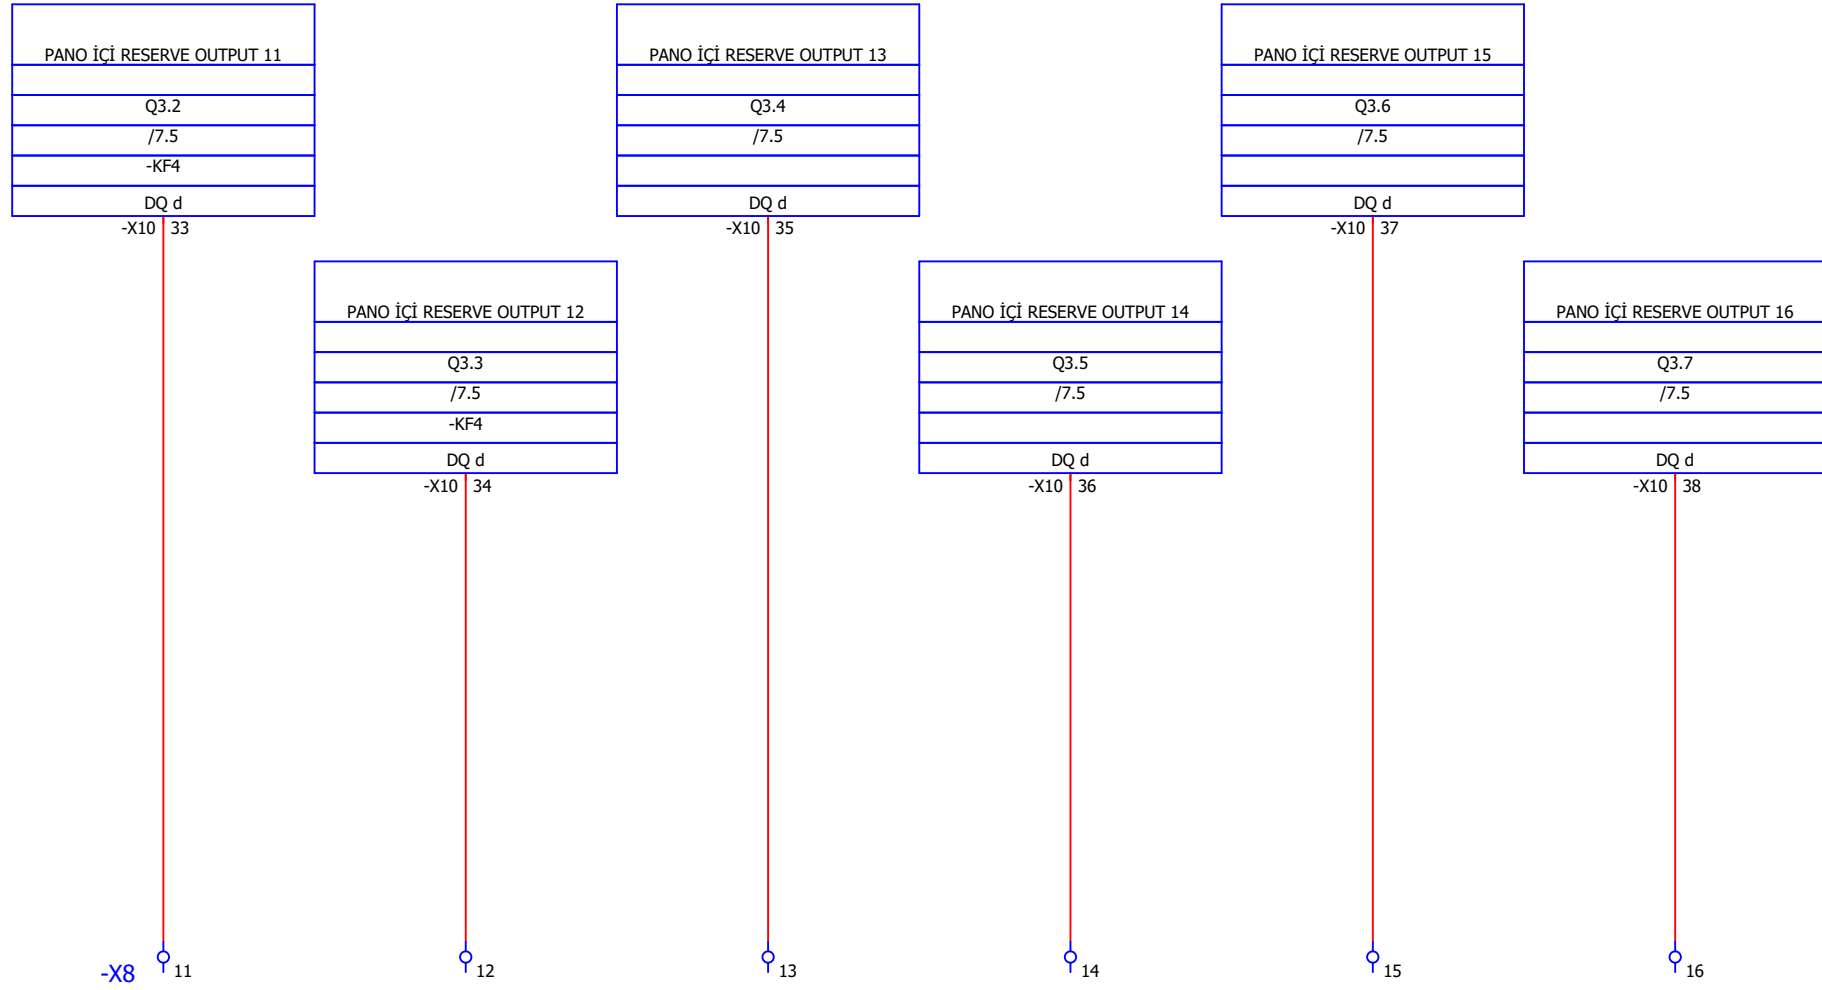 PANO İÇİ RESERVE OUTPUT 11
Q3.2
/7.5
-KF4
DQ d
-X10 33
PANO İÇİ RESERVE OUTPUT 13
Q3.4
/7.5
DQ d
-X10 35
PANO İÇİ RESERVE OUTPUT 15
Q3.6
/7.5
DQ d
-X10 37
PANO İÇİ RESERVE OUTPUT 12
Q3.3
/7.5
-KF4
DQ d
-X10 34
PANO İÇİ RESERVE OUTPUT 14
Q3.5
/7.5
DQ d
-X10 36
PANO İÇİ RESERVE OUTPUT 16
Q3.7
/7.5
DQ d
-X10 38
-X8 11 12 13 14 15 16